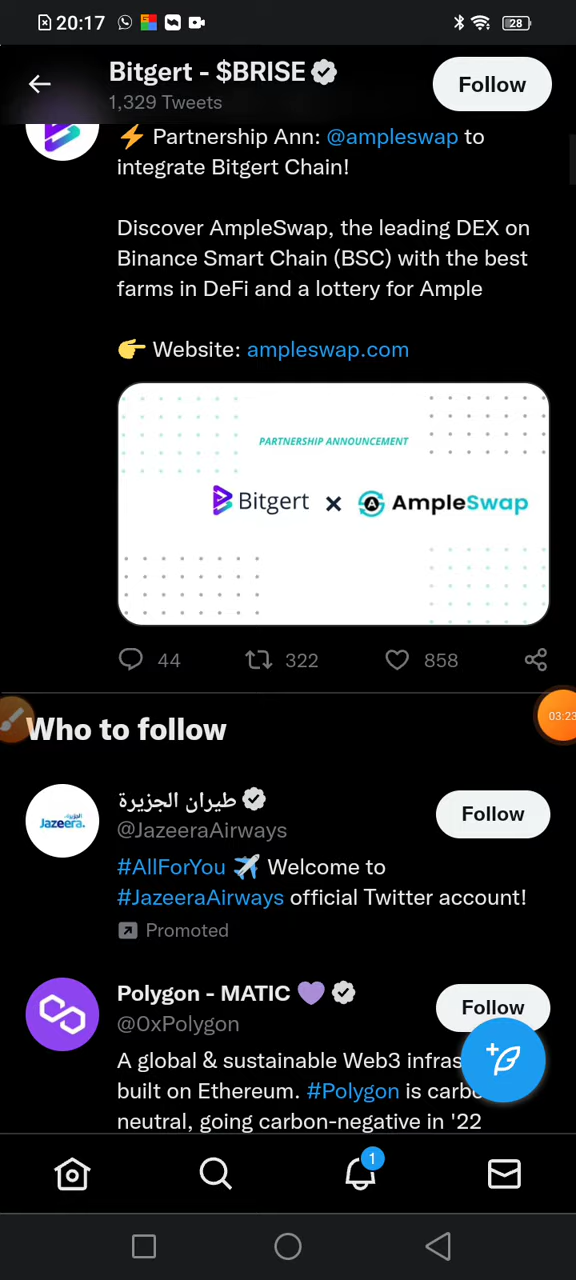 20:17
28
Bitgert - $BRISE
1,329 Tweets
Follow
⚡ Partnership Ann: @ampleswap to
integrate Bitgert Chain!
Discover AmpleSwap, the leading DEX on
Binance Smart Chain (BSC) with the best
farms in DeFi and a lottery for Ample
👉 Website: ampleswap.com
PARTNERSHIP ANNOUNCEMENT
Bitgert × AmpleSwap
44 322 858
03:23
Who to follow
طيران الجزيرة
الجزيرة
Jazeera.
@JazeeraAirways
Follow
#AllForYou ✈️ Welcome to
#JazeeraAirways official Twitter account!
Promoted
Polygon - MATIC 💜
@0xPolygon
Follow
A global & sustainable Web3 infras
built on Ethereum. #Polygon is carbo
neutral, going carbon-negative in '22
1